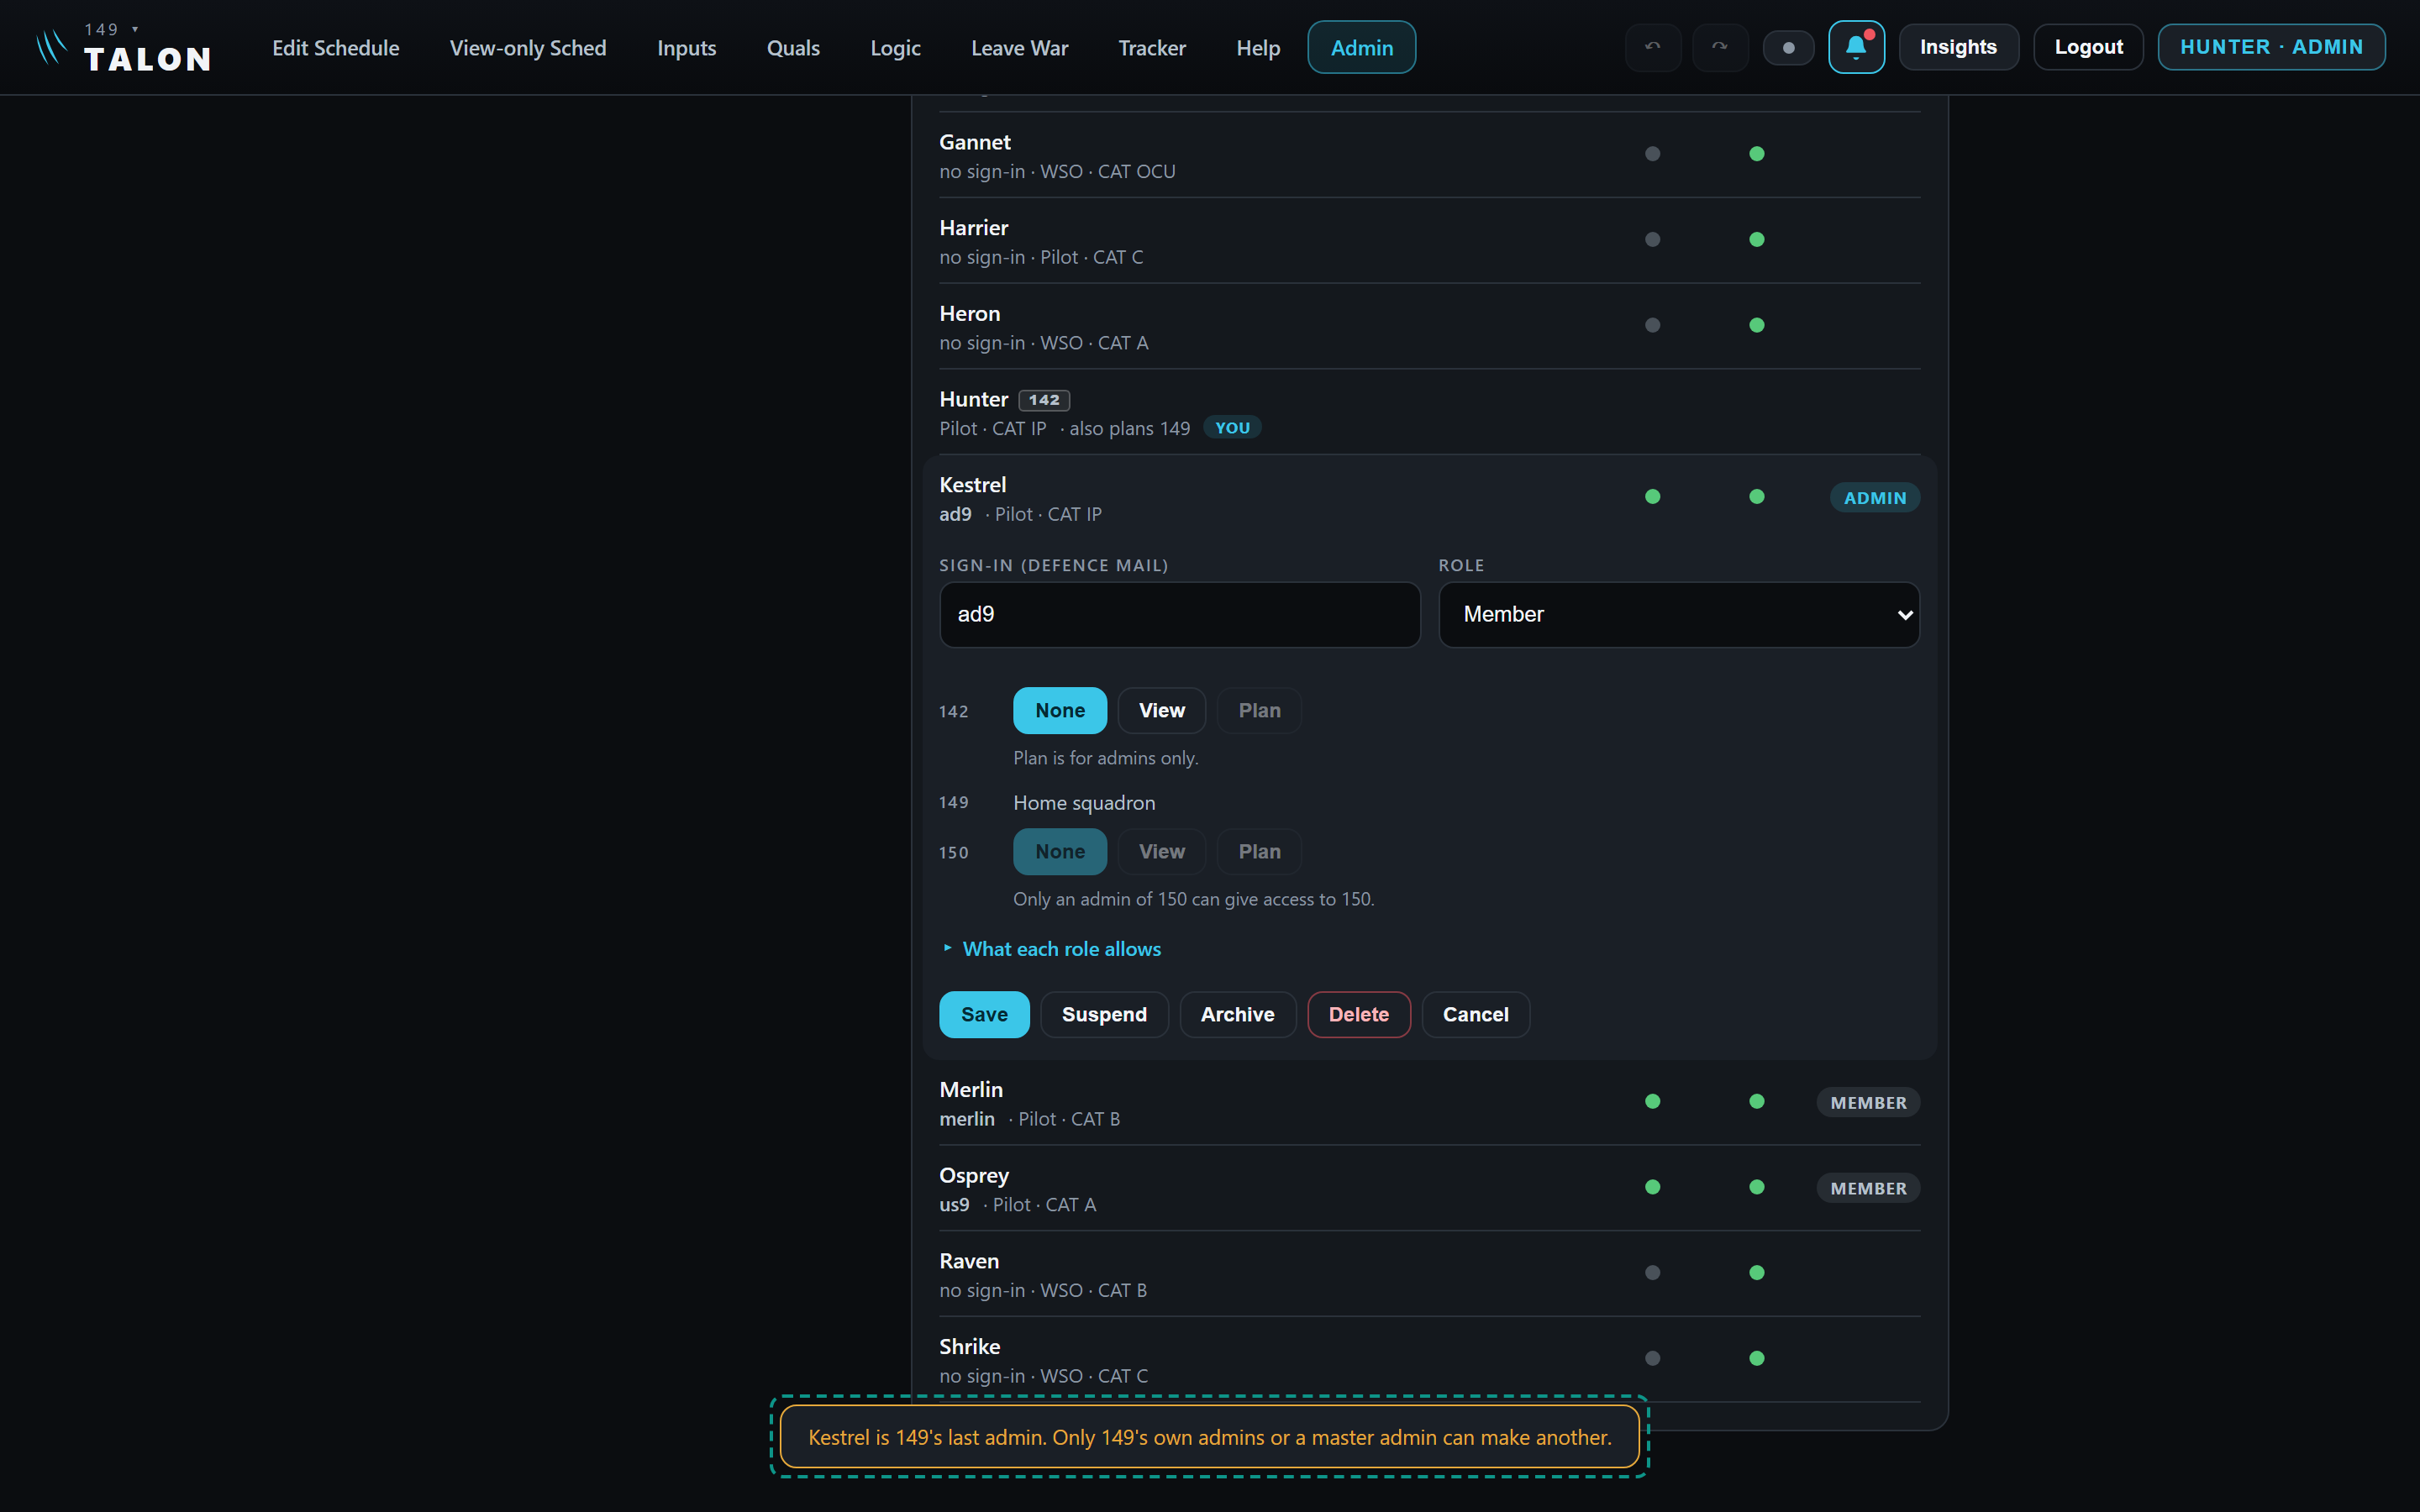 149 ▾
TALON
Edit Schedule
View-only Sched
Inputs
Quals
Logic
Leave War
Tracker
Help
Admin
Insights
Logout
HUNTER · ADMIN
Gannet
no sign-in · WSO · CAT OCU
Harrier
no sign-in · Pilot · CAT C
Heron
no sign-in · WSO · CAT A
Hunter 142
Pilot · CAT IP · also plans 149 YOU
Kestrel
ad9 · Pilot · CAT IP
ADMIN
SIGN-IN (DEFENCE MAIL)
ROLE
ad9
Member
142 None View Plan
Plan is for admins only.
149 Home squadron
150 None View Plan
Only an admin of 150 can give access to 150.
▸ What each role allows
Save Suspend Archive Delete Cancel
Merlin
merlin · Pilot · CAT B
MEMBER
Osprey
us9 · Pilot · CAT A
MEMBER
Raven
no sign-in · WSO · CAT B
Shrike
no sign-in · WSO · CAT C
Kestrel is 149's last admin. Only 149's own admins or a master admin can make another.